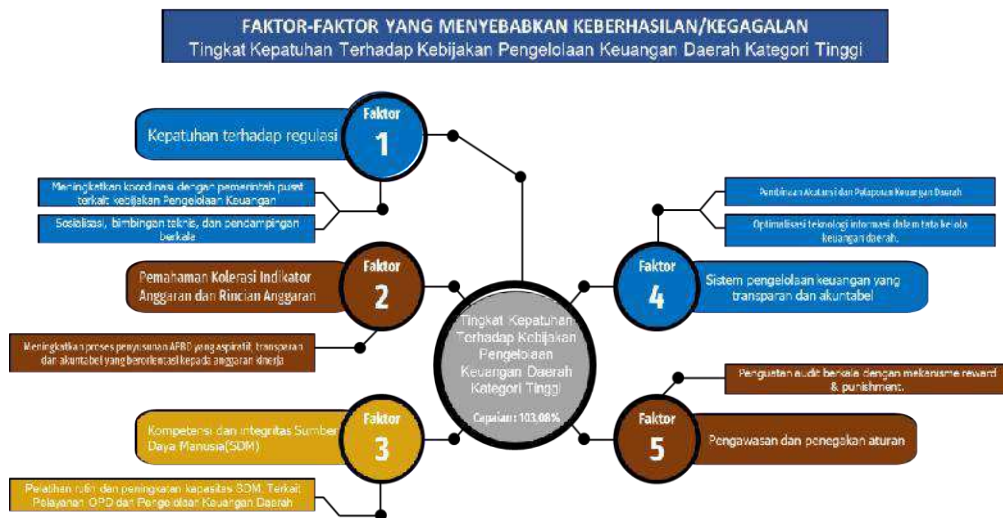 FAKTOR-FAKTOR YANG MENYEBABKAN KEBERHASILAN/KEGAGALAN
Tingkat Kepatuhan Terhadap Kebijakan Pengelolaan Keuangan Daerah Kategori Tinggi
Faktor
1
Kepatuhan terhadap regulasi
Meningkatkan koordinasi dengan pemerintah pusat
terkait kebijakan Pengelolaan Keuangan
Sosialisasi, bimbingan teknis, dan pendampingan
berkala
Faktor
2
Pemahaman Kolerasi Indikator
Anggaran dan Rincian Anggaran
Meningkatkan proses penyusunan APBD yang aspiratif, transparan
dan akuntabel yang berorientasi kepada anggaran kinerja
Faktor
3
Kompetensi dan integritas Sumber
Daya Manusia(SDM)
Pelatihan rutin dan peningkatan kapasitas SDM, Terkait
Pelayanan OPD dan Pengelolaan Keuangan Daerah
Tingkat Kepatuhan
Terhadap Kebijakan
Pengelolaan
Keuangan Daerah
Kategori Tinggi
Capaian : 103,08%
Pembinaan Akutansi dan Pelaporan Keuangan Daerah
Optimalisasi teknologi informasi dalam tata kelola
keuangan daerah.
Faktor
4
Sistem pengelolaan keuangan yang
transparan dan akuntabel
Penguatan audit berkala dengan mekanisme reward
& punishment.
Faktor
5
Pengawasan dan penegakan aturan